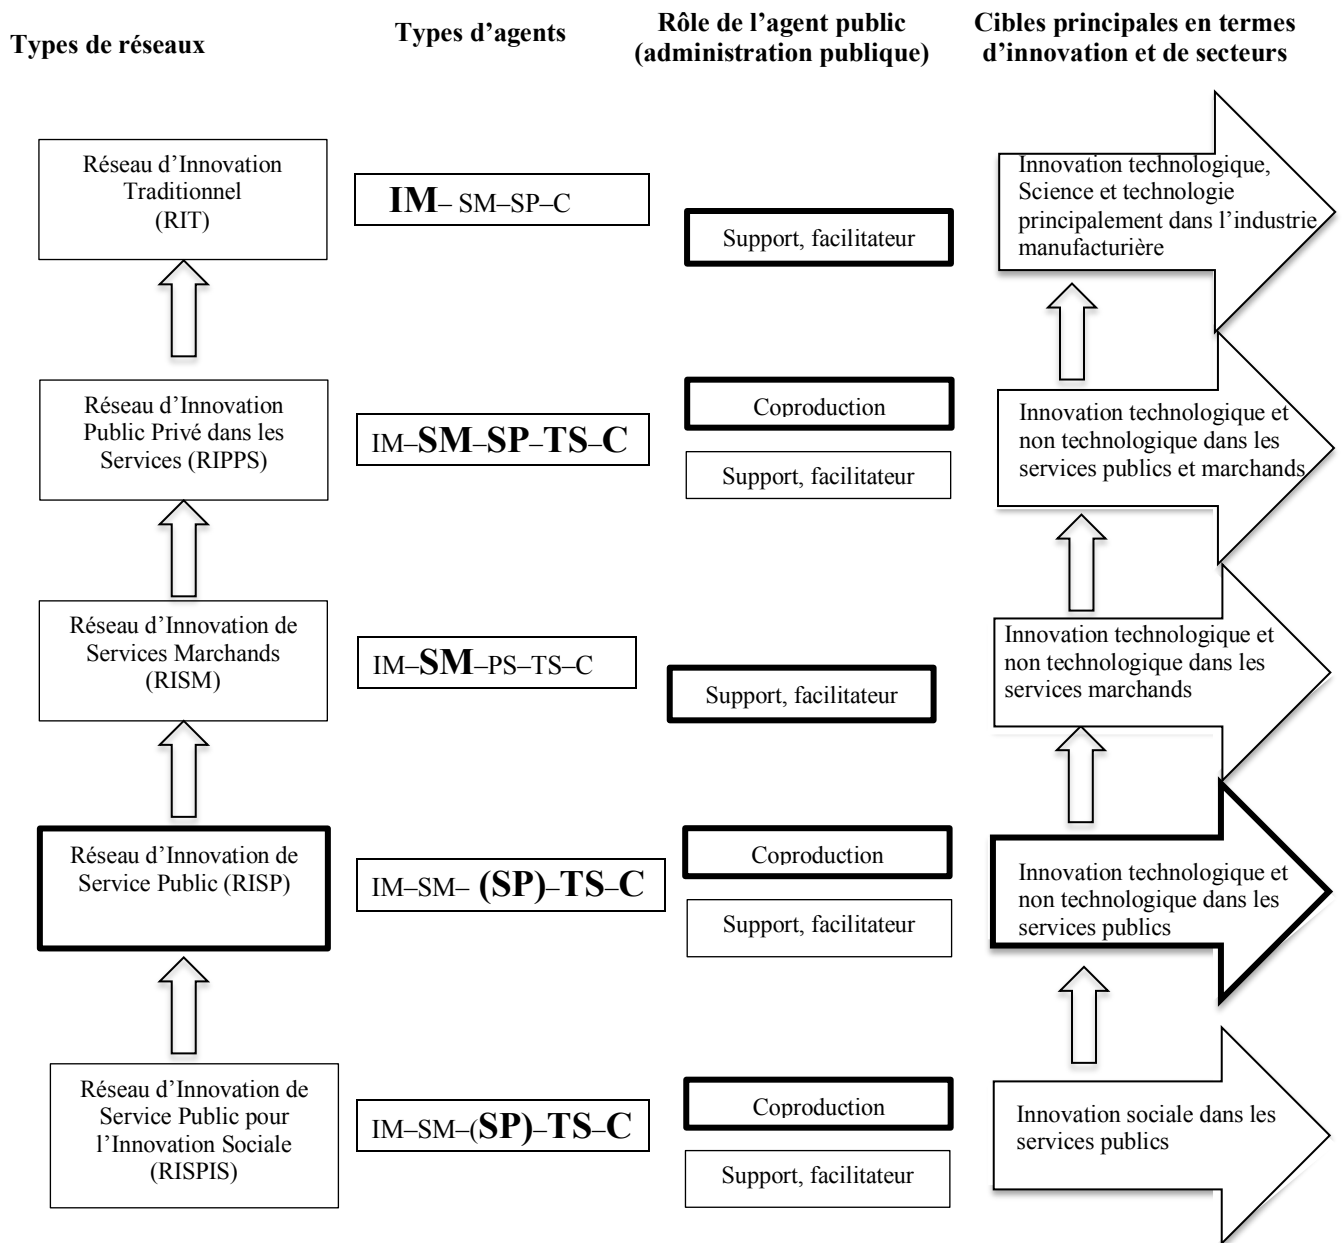 Types de réseaux
Types d’agents
Rôle de l’agent public
(administration publique)
Cibles principales en termes
d’innovation et de secteurs
Réseau d’Innovation
Traditionnel
(RIT)
IM– SM–SP–C
Support, facilitateur
Innovation technologique,
Science et technologie
principalement dans l’industrie
manufacturière
Réseau d’Innovation
Public Privé dans les
Services (RIPPS)
IM–SM–SP–TS–C
Coproduction
Support, facilitateur
Innovation technologique et
non technologique dans les
services publics et marchands
Réseau d’Innovation de
Services Marchands
(RISM)
IM–SM–PS–TS–C
Support, facilitateur
Innovation technologique et
non technologique dans les
services marchands
Réseau d’Innovation de
Service Public (RISP)
IM–SM– (SP)–TS–C
Coproduction
Support, facilitateur
Innovation technologique et
non technologique dans les
services publics
Réseau d’Innovation de
Service Public pour
l’Innovation Sociale
(RISPIS)
IM–SM–(SP)–TS–C
Coproduction
Support, facilitateur
Innovation sociale dans les
services publics